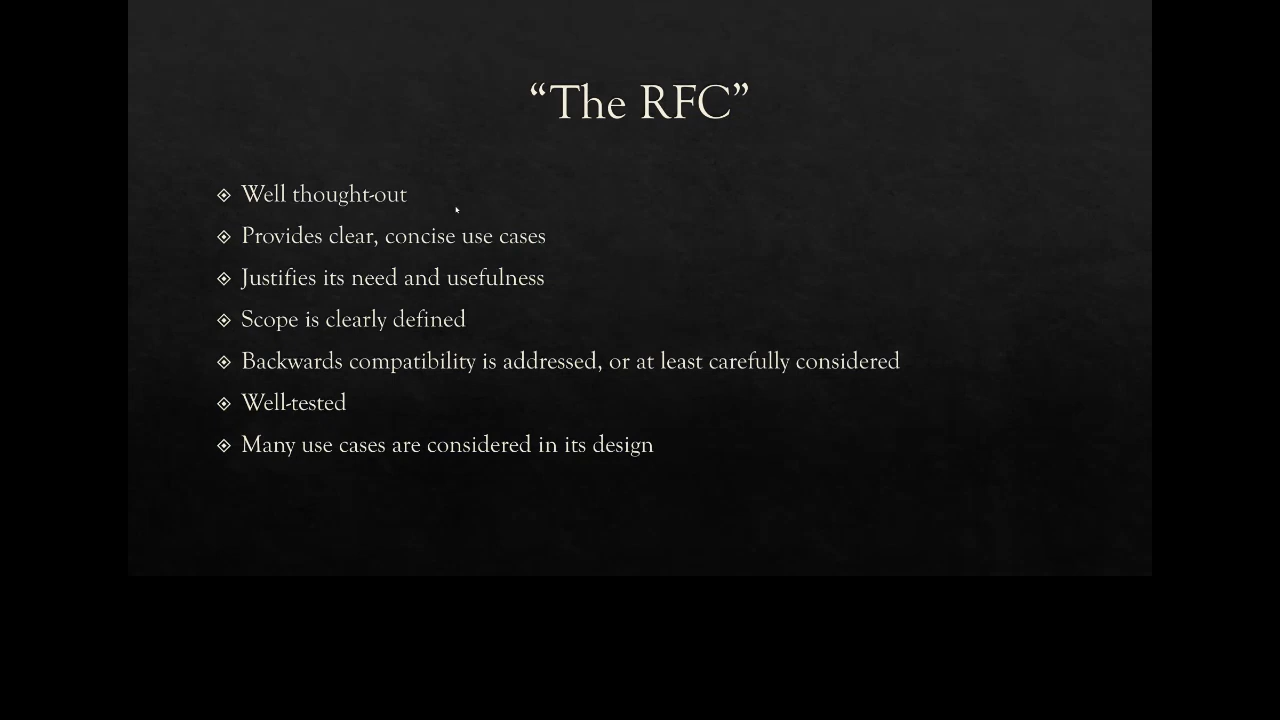 “The RFC”
Well thought-out
Provides clear, concise use cases
Justifies its need and usefulness
Scope is clearly defined
Backwards compatibility is addressed, or at least carefully considered
Well-tested
Many use cases are considered in its design